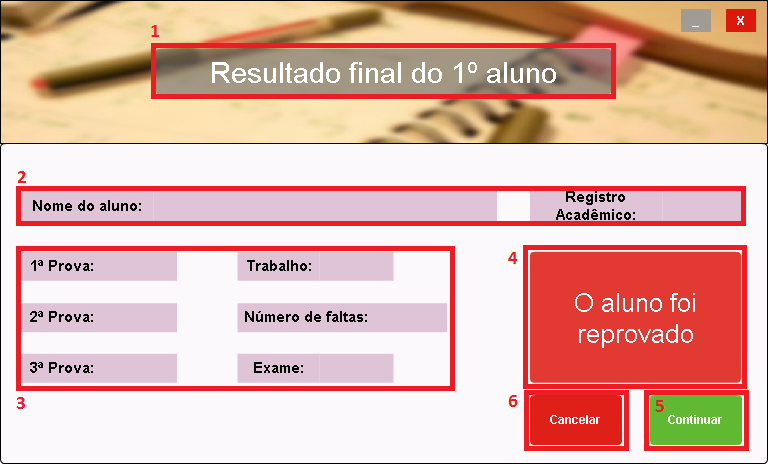 _ X
1
Resultado final do 1º aluno
2
Nome do aluno:
Registro
Acadêmico:
1ª Prova: Trabalho:
2ª Prova: Número de faltas:
3ª Prova: Exame:
3
4
O aluno foi
reprovado
6
Cancelar
5
Continuar